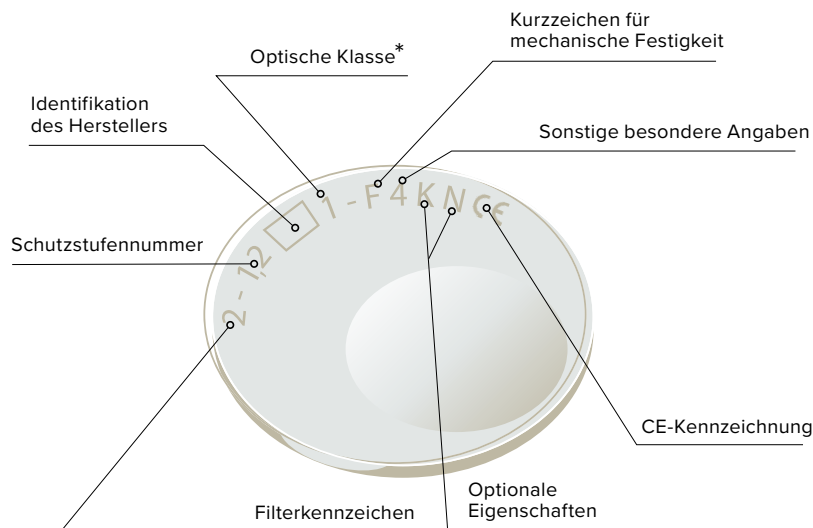 Kurzzeichen für
mechanische Festigkeit
Optische Klasse*
Identifikation
des Herstellers
Sonstige besondere Angaben
Schutzstufennummer
2 - 1,2 1 - F 4 K N CE
CE-Kennzeichnung
Filterkennzeichen
Optionale
Eigenschaften